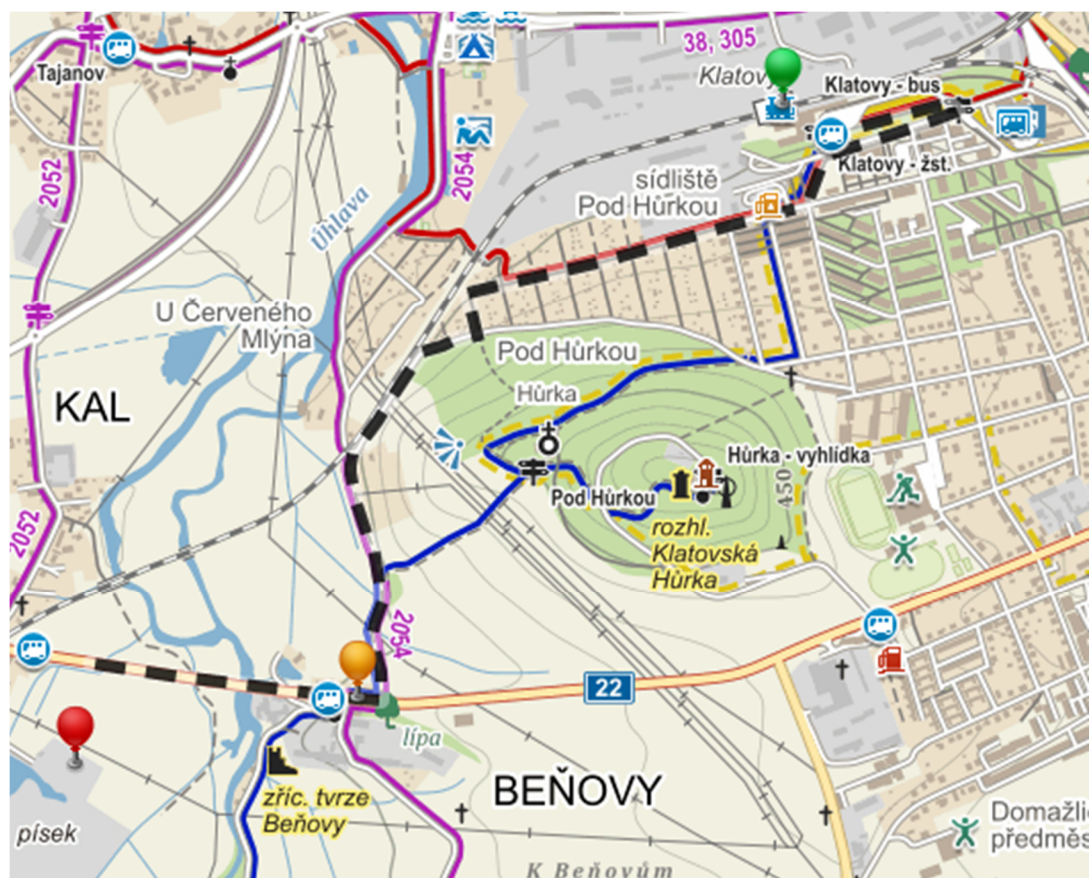 38, 305
Klatovy
Klatovy - bus
Tajanov
Klatovy - žst.
2052
2054
sídliště
Pod Hůrkou
Úhlava
U Červeného
Mlýna
Pod Hůrkou
KAL
Hůrka
Hůrka - vyhlídka
Pod Hůrkou
450
rozhl.
Klatovská
Hůrka
2052
2054
22
lípa
BEŇOVY
zříc. tvrze
Beňovy
písek
Domažlic
předměs
K Beňovým